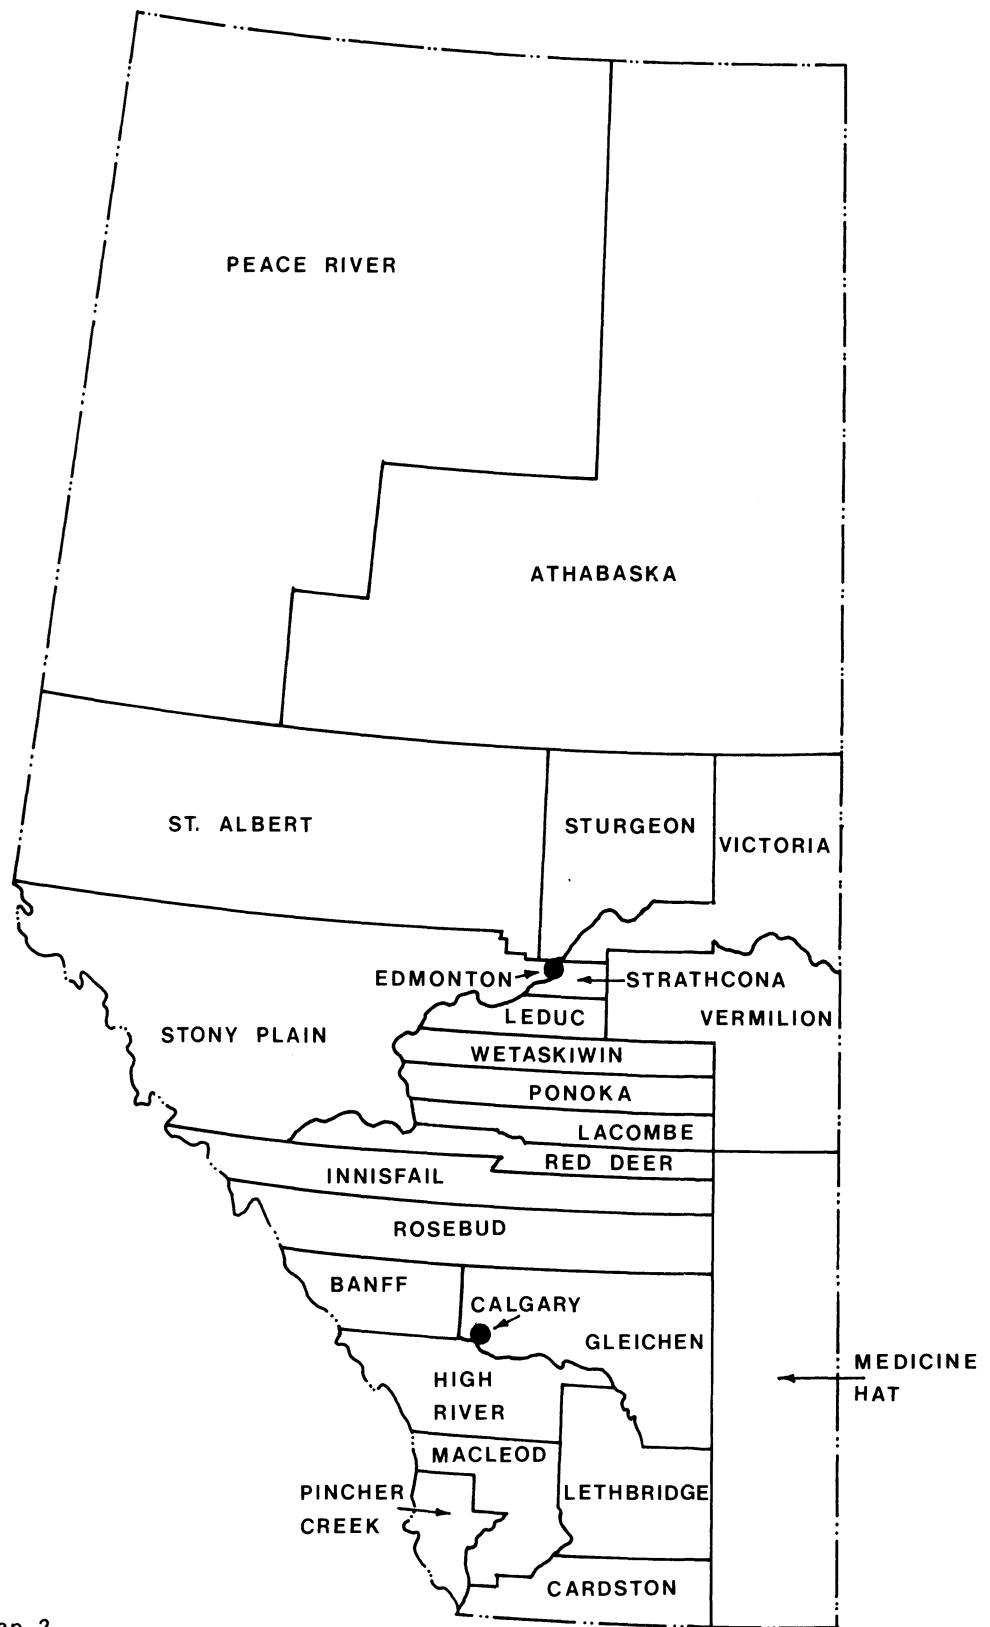 PEACE RIVER
ATHABASKA
ST. ALBERT
STURGEON
VICTORIA
EDMONTON
STRATHCONA
LEDUC
VERMILION
STONY PLAIN
WETASKIWIN
PONOKA
LACOMBE
RED DEER
INNISFAIL
ROSEBUD
BANFF
CALGARY
GLEICHEN
MEDICINE
HAT
HIGH
RIVER
MACLEOD
PINCHER
CREEK
LETHBRIDGE
CARDSTON
2